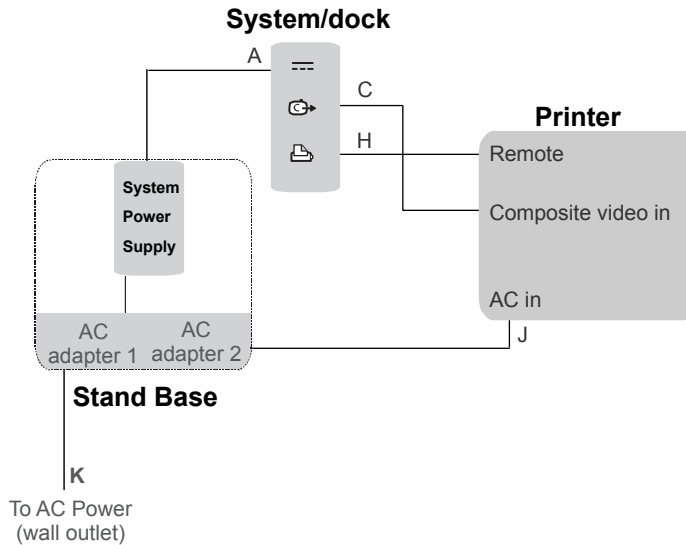 System/dock
A
C
H
Printer
Remote
Composite video in
AC in
J
System
Power
Supply
AC
adapter 1
AC
adapter 2
Stand Base
K
To AC Power
(wall outlet)